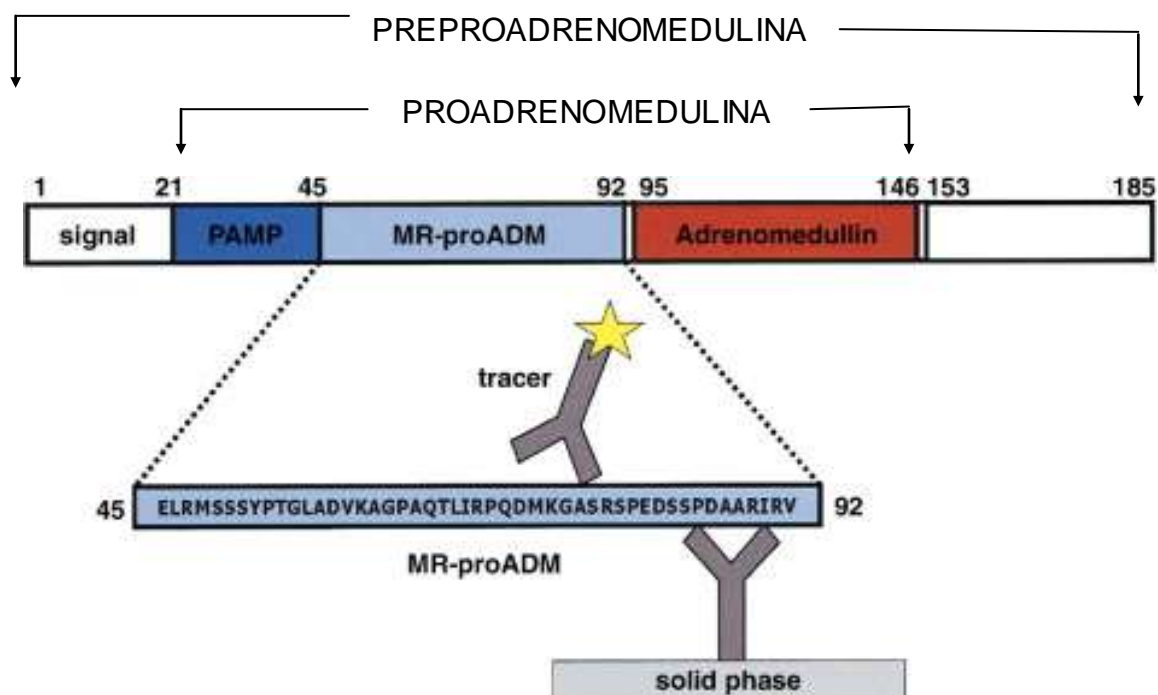 PREPROADRENOMEDULINA
PROADRENOMEDULINA
1 21 45 92 95 146 153 185
signal PAMP MR-proADM Adrenomedullin
tracer
45 ELRMSSSYPTGLADVKAGPAQTLIRPQDMKGASRSPEDSSPDAARIRV 92
MR-proADM
solid phase